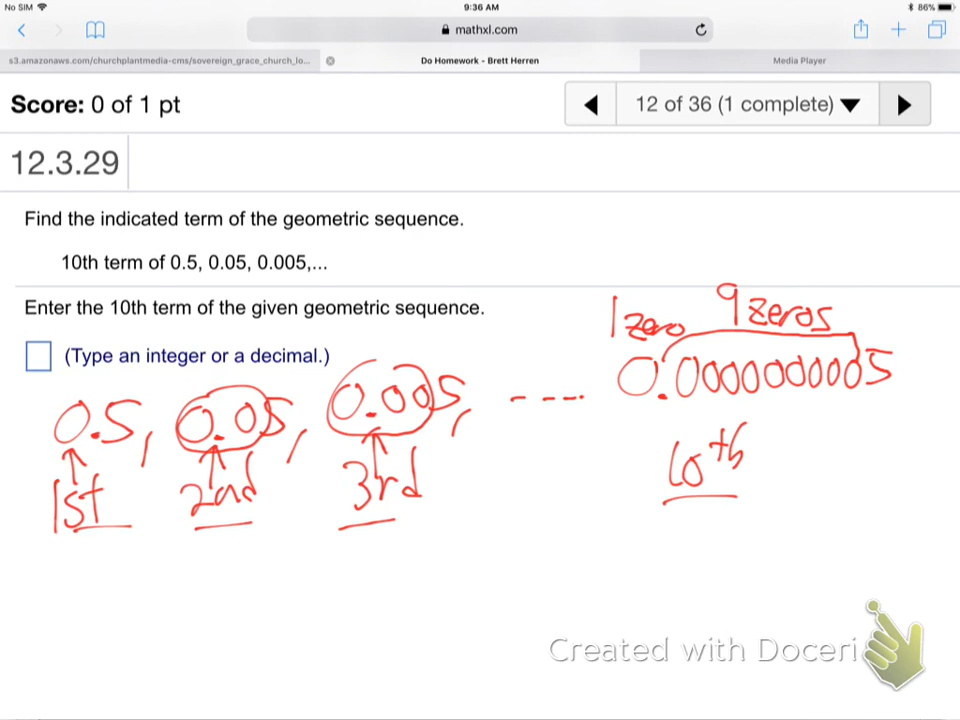 No SIM 9:36 AM 86%
mathxl.com
s3.amazonaws.com/churchplantmedia-cms/sovereign_grace_church_lo... Do Homework - Brett Herren Media Player
Score: 0 of 1 pt 12 of 36 (1 complete)
12.3.29
Find the indicated term of the geometric sequence.
10th term of 0.5, 0.05, 0.005,...
Enter the 10th term of the given geometric sequence.
1 zero 9 zeros
(Type an integer or a decimal.)
0.5, 0.05, 0.005, ---- 0.0000000005
1st 2nd 3rd 10th
Created with Doceri